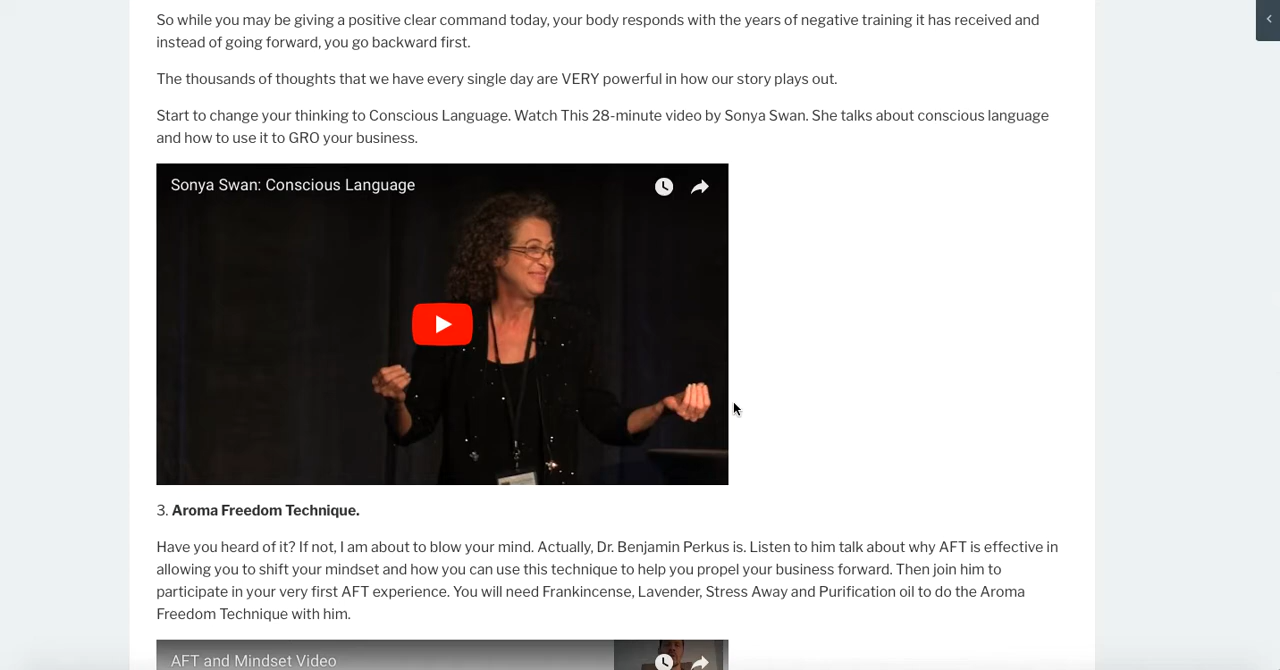 So while you may be giving a positive clear command today, your body responds with the years of negative training it has received and
instead of going forward, you go backward first.
The thousands of thoughts that we have every single day are VERY powerful in how our story plays out.
Start to change your thinking to Conscious Language. Watch This 28-minute video by Sonya Swan. She talks about conscious language
and how to use it to GRO your business.
Sonya Swan: Conscious Language
3. Aroma Freedom Technique.
Have you heard of it? If not, I am about to blow your mind. Actually, Dr. Benjamin Perkus is. Listen to him talk about why AFT is effective in
allowing you to shift your mindset and how you can use this technique to help you propel your business forward. Then join him to
participate in your very first AFT experience. You will need Frankincense, Lavender, Stress Away and Purification oil to do the Aroma
Freedom Technique with him.
AFT and Mindset Video